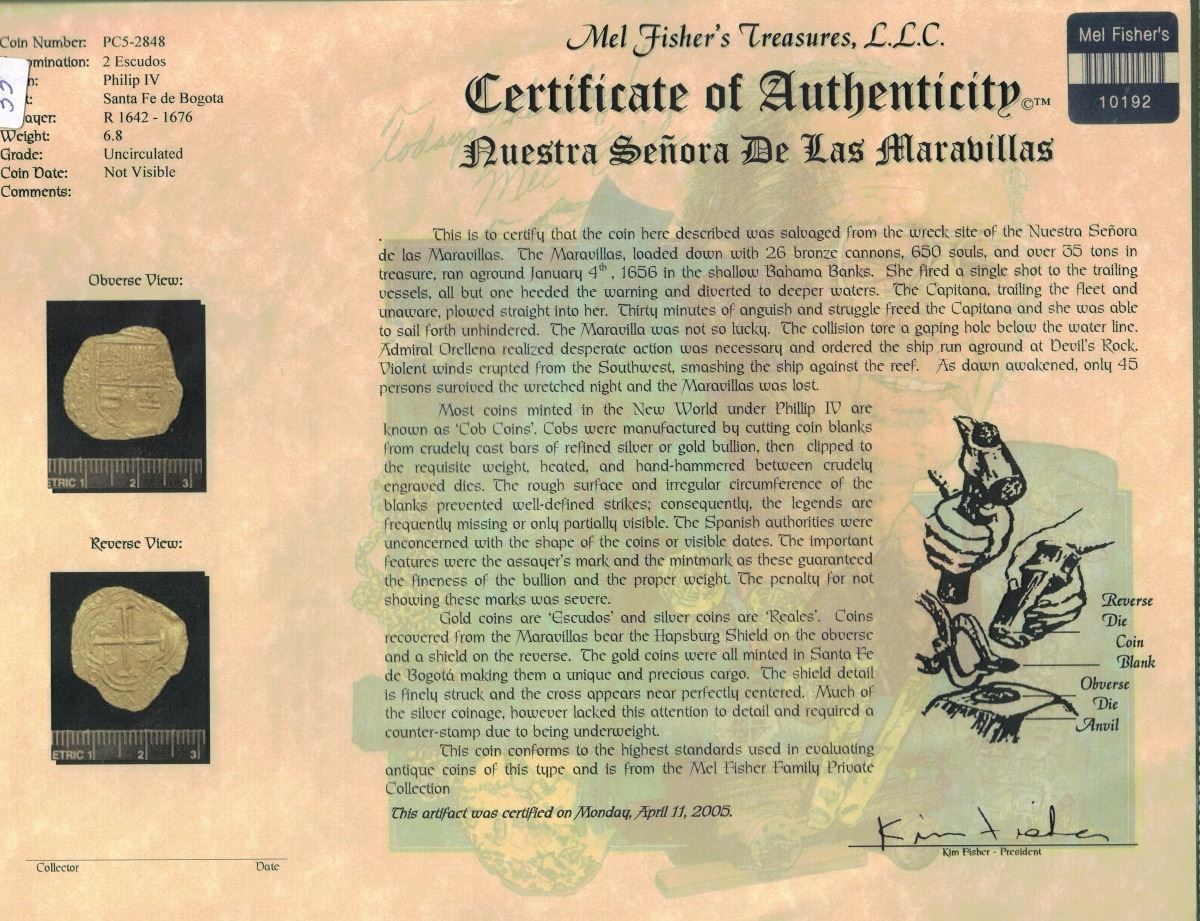 Coin Number: PC5-2848
omination: 2 Escudos
n: Philip IV
t: Santa Fe de Bogota
ayer: R 1642 - 1676
Weight: 6.8
Grade: Uncirculated
Coin Date: Not Visible
Comments:
Mel Fisher's Treasures, L.L.C.
Certificate of Authenticity ©™
Nuestra Señora De Las Maravillas
Mel Fisher's
10192
Today's
Mel
. This is to certify that the coin here described was salvaged from the wreck site of the Nuestra Señora
de las Maravillas. The Maravillas, loaded down with 26 bronze cannons, 650 souls, and over 35 tons in
treasure, ran aground January 4th , 1656 in the shallow Bahama Banks. She fired a single shot to the trailing
vessels, all but one heeded the warning and diverted to deeper waters. The Capitana, trailing the fleet and
unaware, plowed straight into her. Thirty minutes of anguish and struggle freed the Capitana and she was able
to sail forth unhindered. The Maravilla was not so lucky. The collision tore a gaping hole below the water line.
Admiral Orellena realized desperate action was necessary and ordered the ship run aground at Devil's Rock.
Violent winds erupted from the Southwest, smashing the ship against the reef. As dawn awakened, only 45
persons survived the wretched night and the Maravillas was lost.
Most coins minted in the New World under Phillip IV are
known as 'Cob Coins'. Cobs were manufactured by cutting coin blanks
from crudely cast bars of refined silver or gold bullion, then clipped to
the requisite weight, heated, and hand-hammered between crudely
engraved dies. The rough surface and irregular circumference of the
blanks prevented well-defined strikes; consequently, the legends are
frequently missing or only partially visible. The Spanish authorities were
unconcerned with the shape of the coins or visible dates. The important
features were the assayer's mark and the mintmark as these guaranteed
the fineness of the bullion and the proper weight. The penalty for not
showing these marks was severe.
Gold coins are 'Escudos' and silver coins are 'Reales'. Coins
recovered from the Maravillas bear the Hapsburg Shield on the obverse
and a shield on the reverse. The gold coins were all minted in Santa Fe
de Bogotá making them a unique and precious cargo. The shield detail
is finely struck and the cross appears near perfectly centered. Much of
the silver coinage, however lacked this attention to detail and required a
counter-stamp due to being underweight.
This coin conforms to the highest standards used in evaluating
antique coins of this type and is from the Mel Fisher Family Private
Collection
This artifact was certified on Monday, April 11, 2005.
Obverse View:
ETRIC 1 2 3
Reverse View:
ETRIC 1 2 3
Reverse
Die
Coin
Blank
Obverse
Die
Anvil
Kim Fisher
Kim Fisher - President
Collector Date